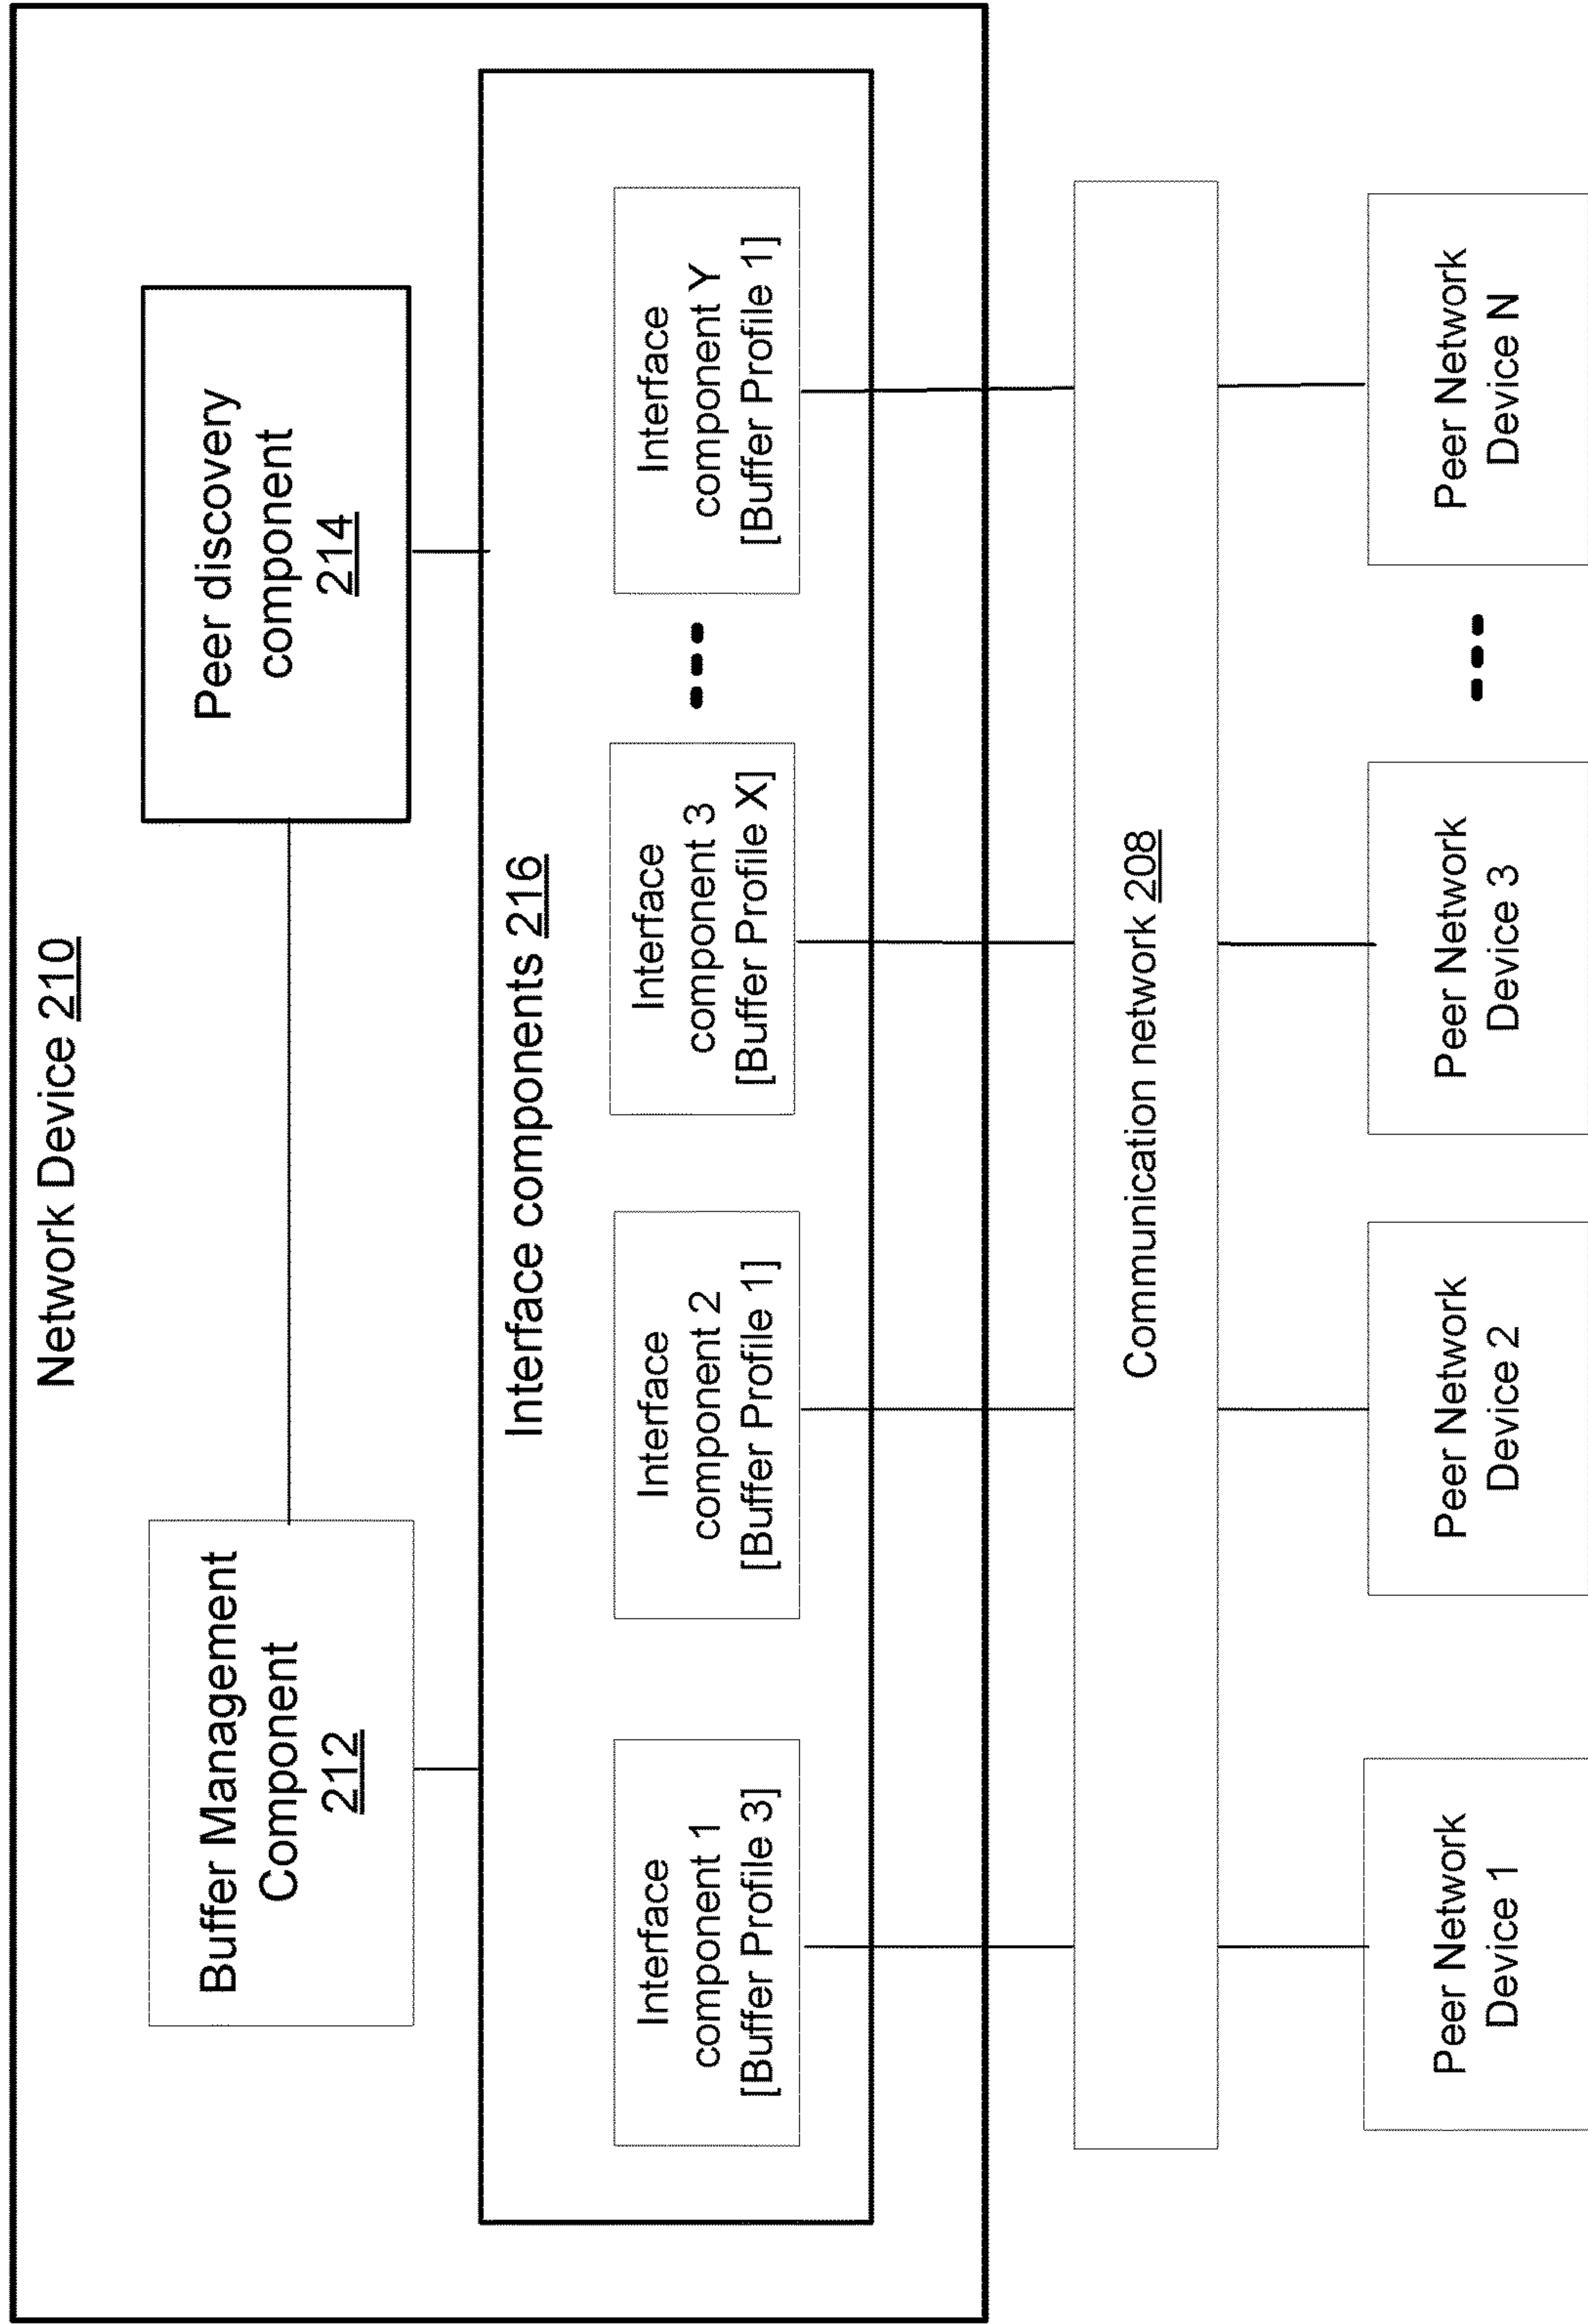 Network Device 210
Buffer Management
Component
212
Peer discovery
component
214
Interface components 216
Interface
component 1
[Buffer Profile 3]
Interface
component 2
[Buffer Profile 1]
Interface
component 3
[Buffer Profile X]
Interface
component Y
[Buffer Profile 1]
Communication network 208
Peer Network
Device 1
Peer Network
Device 2
Peer Network
Device 3
Peer Network
Device N